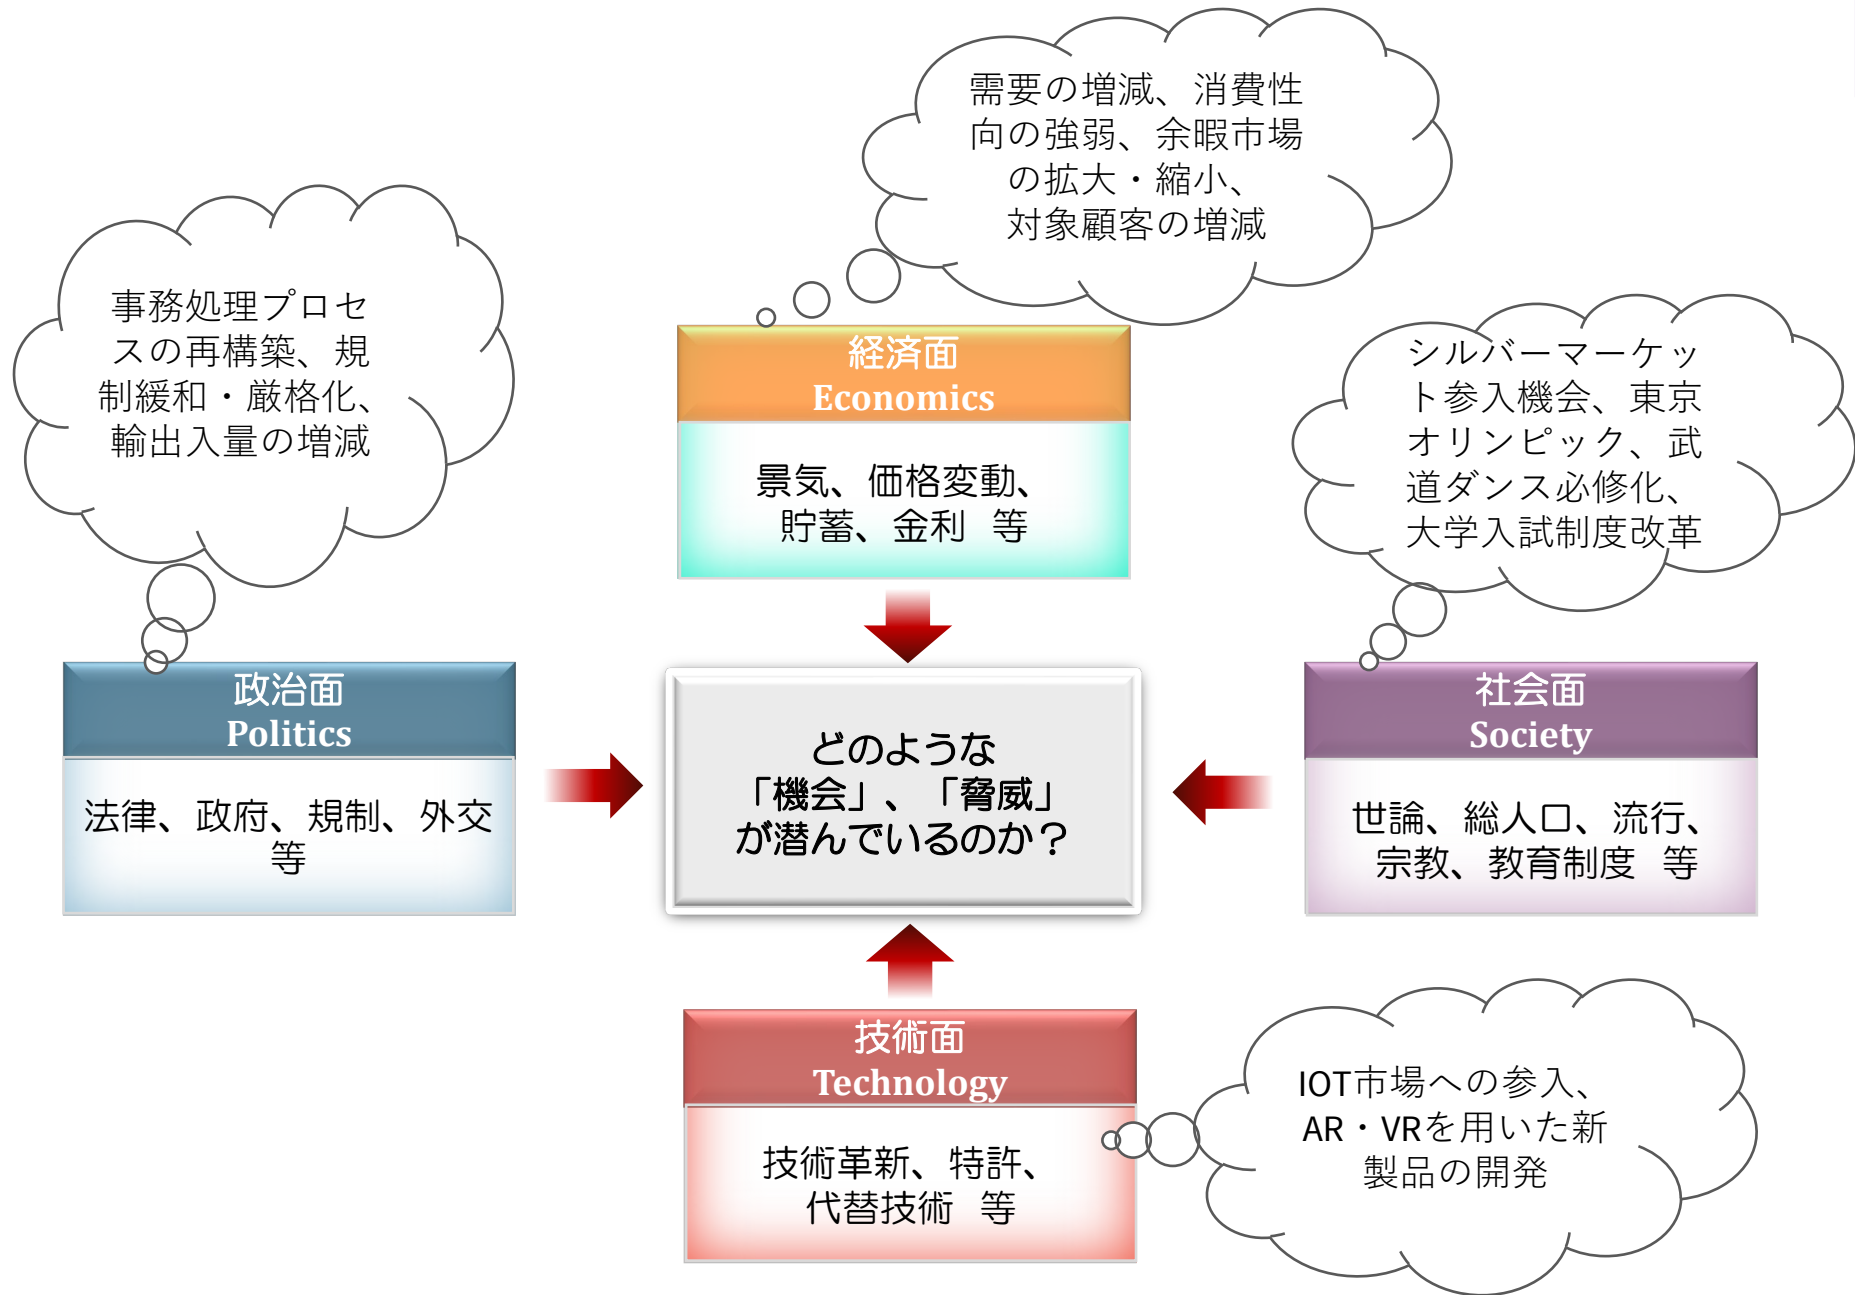 需要の増減、消費性
向の強弱、余暇市場
の拡大・縮小、
対象顧客の増減
事務処理プロセ
スの再構築、規
制緩和・厳格化、
輸出入量の増減
経済面
Economics
景気、価格変動、
貯蓄、金利 等
シルバーマーケッ
ト参入機会、東京
オリンピック、武
道ダンス必修化、
大学入試制度改革
政治面
Politics
法律、政府、規制、外交
等
どのような
「機会」、「脅威」
が潜んでいるのか？
社会面
Society
世論、総人口、流行、
宗教、教育制度 等
技術面
Technology
技術革新、特許、
代替技術 等
IOT市場への参入、
AR・VRを用いた新
製品の開発